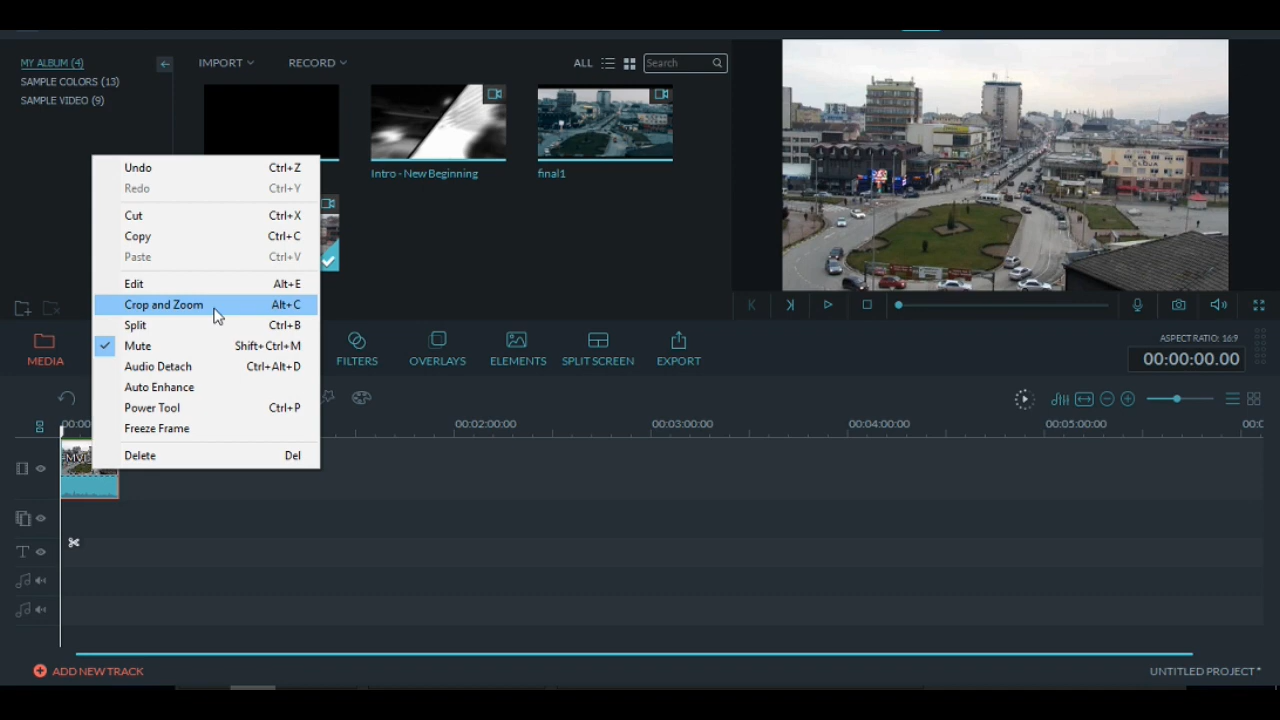 MY ALBUM (4)
SAMPLE COLORS (13)
SAMPLE VIDEO (9)
IMPORT
RECORD
ALL
Search
Intro - New Beginning
final1
Undo Ctrl+Z
Redo Ctrl+Y
Cut Ctrl+X
Copy Ctrl+C
Paste Ctrl+V
Edit Alt+E
Crop and Zoom Alt+C
Split Ctrl+B
Mute Shift+Ctrl+M
Audio Detach Ctrl+Alt+D
Auto Enhance
Power Tool Ctrl+P
Freeze Frame
Delete Del
MEDIA
FILTERS
OVERLAYS
ELEMENTS
SPLIT SCREEN
EXPORT
ASPECT RATIO: 16:9
00:00:00.00
00:02:00:00
00:03:00:00
00:04:00:00
00:05:00:00
T
ADD NEW TRACK
UNTITLED PROJECT*